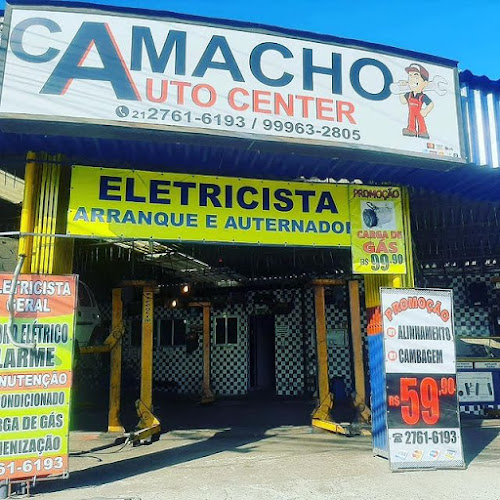 CAMACHO
AUTO CENTER
21 2761-6193 / 99963-2805
ELETRICISTA
ARRANQUE E AUTERNADOR
PROMOÇÃO
CARGA DE
GÁS
R$ 99,90
ELETRICISTA
GERAL
ELÉTRICO
ALARME
MANUTENÇÃO
CONDICIONADO
CARGA DE GÁS
HIGIENIZAÇÃO
61-6193
PROMOÇÃO
ALINHAMENTO
CAMBAGEM
R$ 59,90
2761-6193